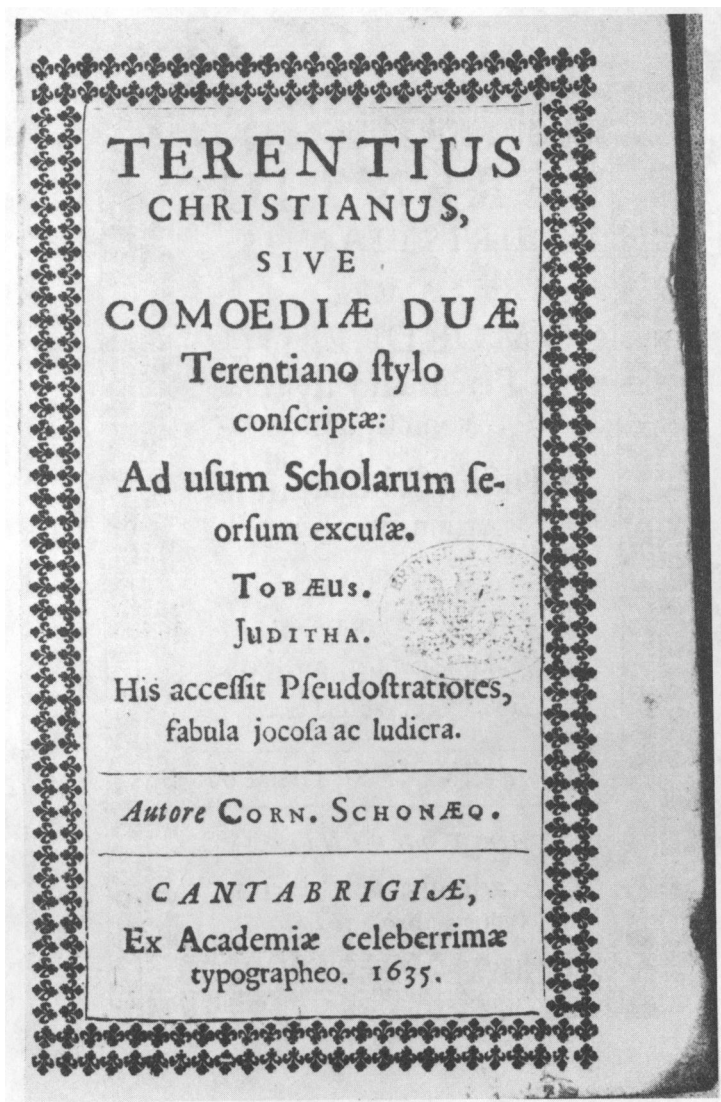 TERENTIUS
CHRISTIANUS,
SIVE
COMOEDIÆ DUÆ
Terentiano ſtylo
conſcriptæ:
Ad uſum Scholarum ſe-
orſum excuſæ.
TOBÆUS.
JUDITHA.
His acceſſit Pſeudoſtratiotes,
fabula jocoſa ac ludicra.
Autore CORN. SCHONÆO.
CANTABRIGIÆ,
Ex Academiæ celeberrimæ
typographeo. 1635.